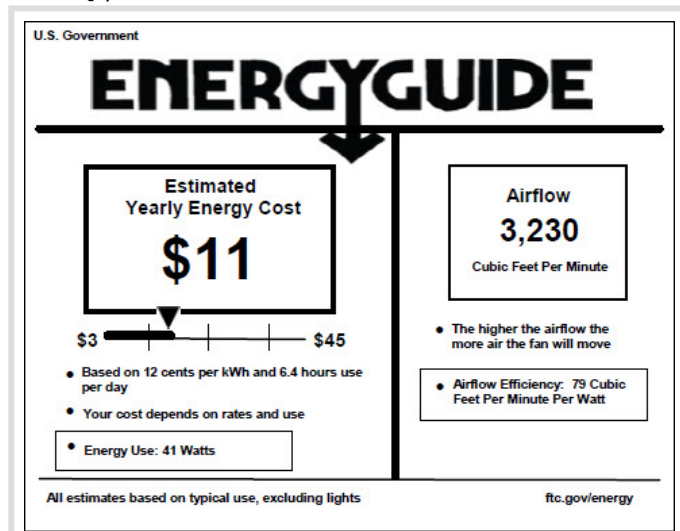 U.S. Government
ENERGYGUIDE
Estimated
Yearly Energy Cost
$11
$3
$45
• Based on 12 cents per kWh and 6.4 hours use
per day
• Your cost depends on rates and use
• Energy Use: 41 Watts
Airflow
3,230
Cubic Feet Per Minute
• The higher the airflow the
more air the fan will move
• Airflow Efficiency: 79 Cubic
Feet Per Minute Per Watt
All estimates based on typical use, excluding lights
ftc.gov/energy